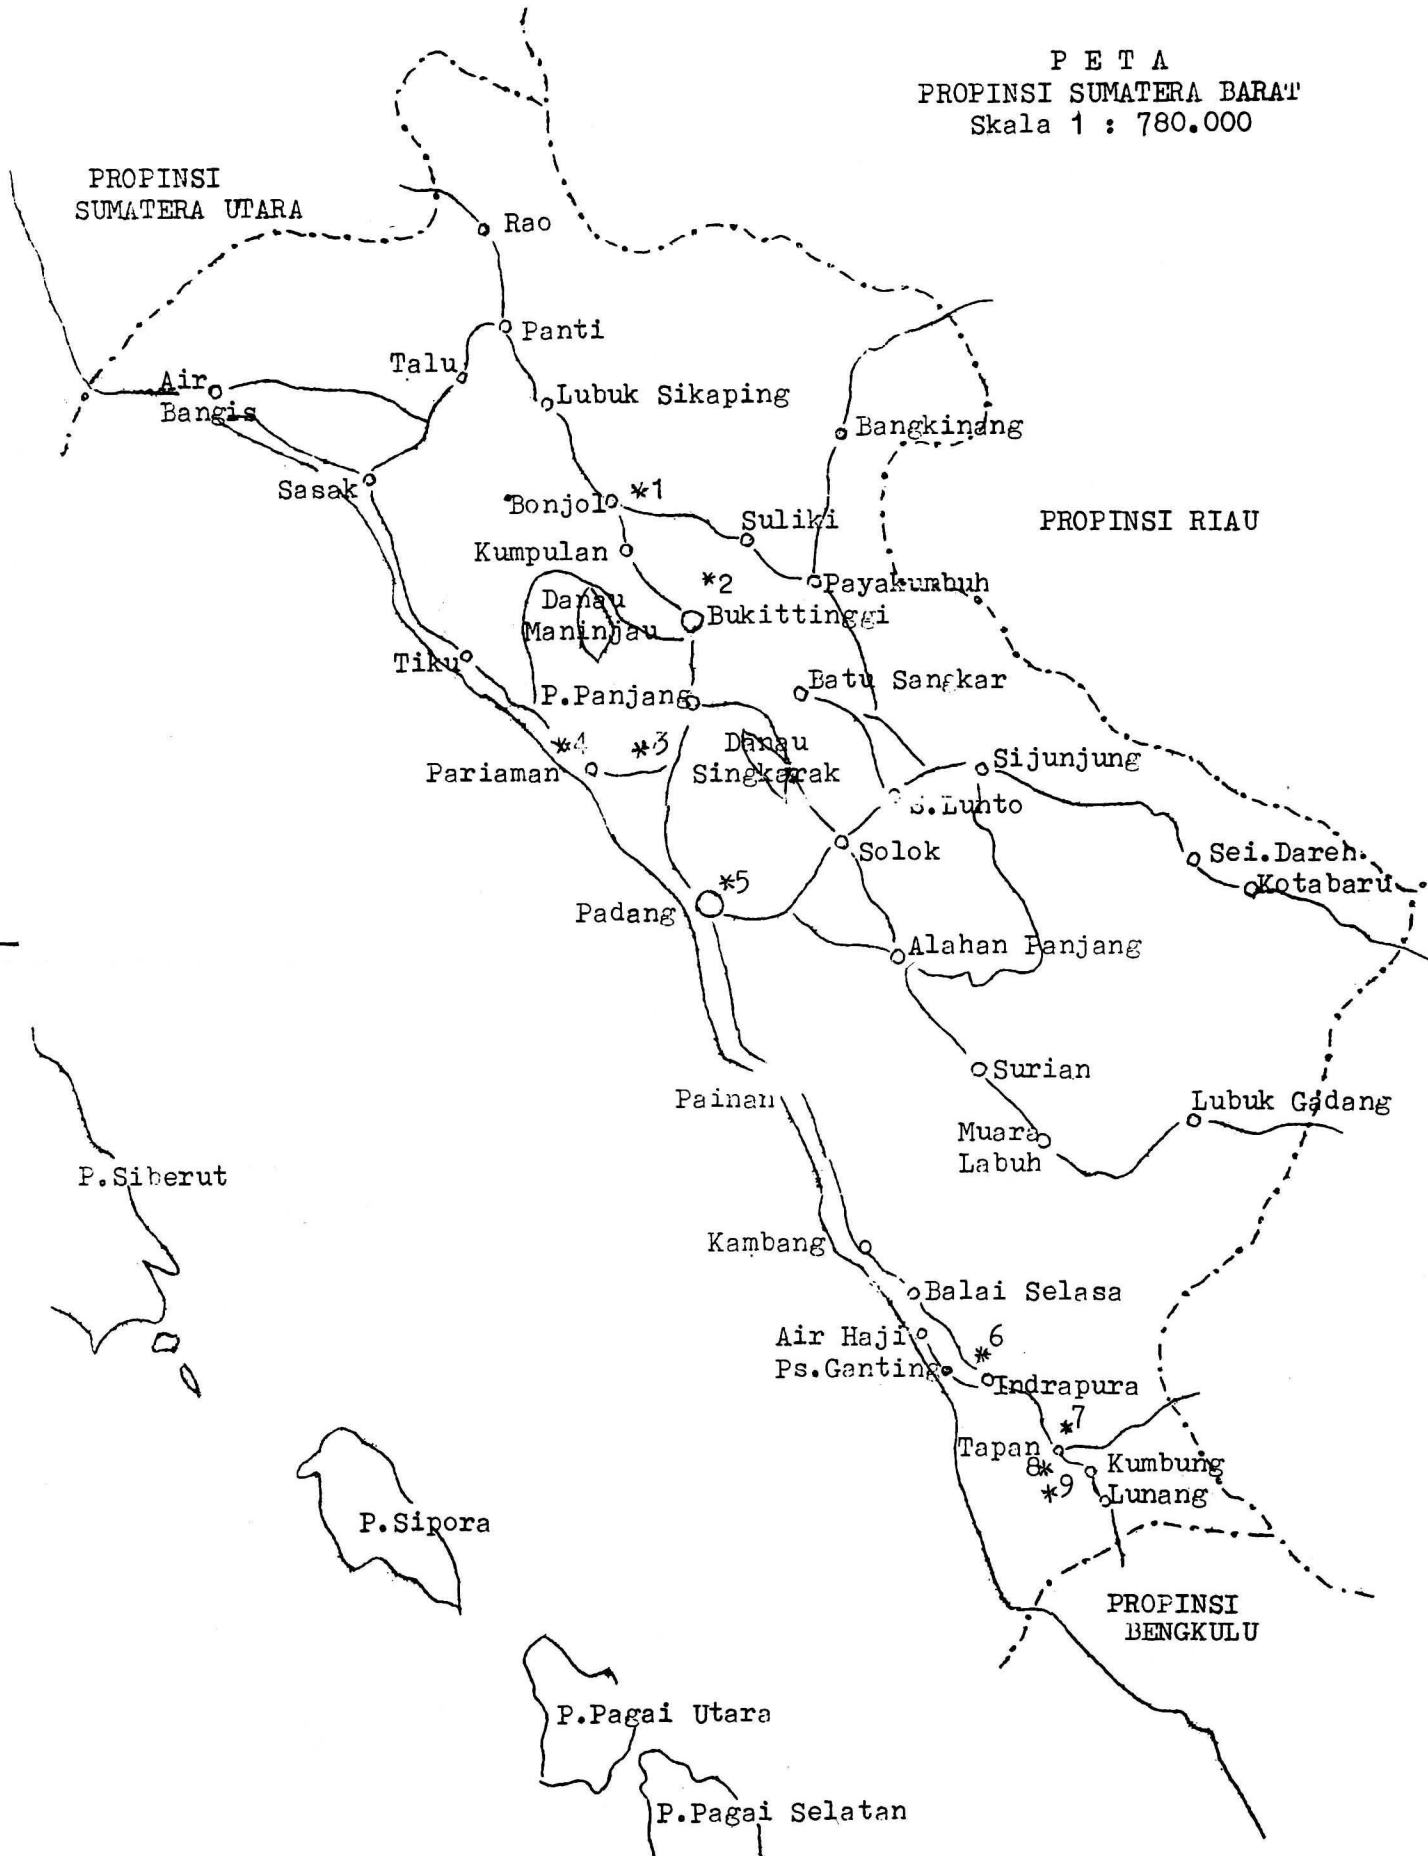 P E T A
PROPINSI SUMATERA BARAT
Skala 1 : 780.000
PROPINSI
SUMATERA UTARA
Rao
Panti
Talu
Air
Bangis
Lubuk Sikaping
Bangkinang
Sasak
Bonjol
*1
Suliki
PROPINSI RIAU
Kumpulan
*2
Payakumbuh
Danau
Maninjau
Bukittinggi
Tiku
P.Panjang
Batu Sangkar
*4
*3
Danau
Singkarak
Pariaman
Sijunjung
S.Lunto
Solok
Sei.Dareh
Kotabaru
*5
Padang
Alahan Panjang
Surian
Painan
Lubuk Gadang
Muara
Labuh
P.Siberut
Kambang
Balai Selasa
Air Haji
*6
Ps.Ganting
Indrapura
*7
Tapan
8*
Kumbung
*9
Lunang
P.Sipora
PROPINSI
BENGKULU
P.Pagai Utara
P.Pagai Selatan